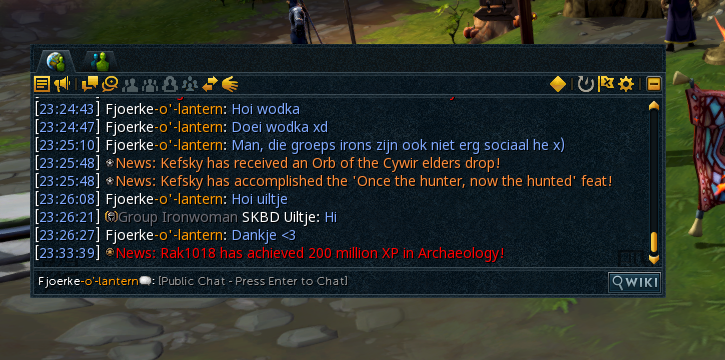 [23:24:43] Fjoerke-o'-lantern: Hoi wodka
[23:24:47] Fjoerke-o'-lantern: Doei wodka xd
[23:25:10] Fjoerke-o'-lantern: Man, die groeps irons zijn ook niet erg sociaal he x)
[23:25:48] News: Kefsky has received an Orb of the Cywir elders drop!
[23:25:48] News: Kefsky has accomplished the 'Once the hunter, now the hunted' feat!
[23:26:08] Fjoerke-o'-lantern: Hoi uiltje
[23:26:21] Group Ironwoman SKBD Uiltje: Hi
[23:26:27] Fjoerke-o'-lantern: Dankje <3
[23:33:39] News: Rak1018 has achieved 200 million XP in Archaeology!
Fjoerke-o'-lantern: [Public Chat - Press Enter to Chat]
WIKI